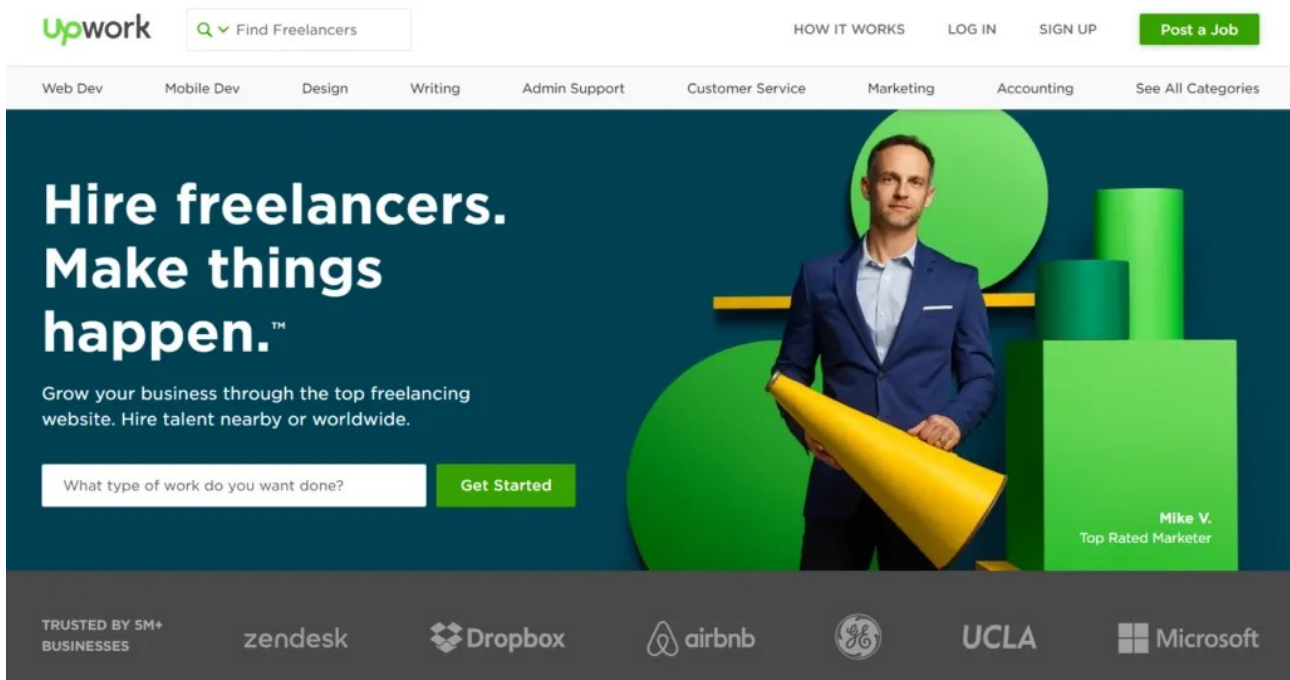 Upwork
Find Freelancers
HOW IT WORKS
LOG IN
SIGN UP
Post a Job
Web Dev
Mobile Dev
Design
Writing
Admin Support
Customer Service
Marketing
Accounting
See All Categories
Hire freelancers.
Make things
happen.™
Grow your business through the top freelancing
website. Hire talent nearby or worldwide.
What type of work do you want done?
Get Started
Mike V.
Top Rated Marketer
TRUSTED BY 5M+
BUSINESSES
zendesk
Dropbox
airbnb
GE
UCLA
Microsoft